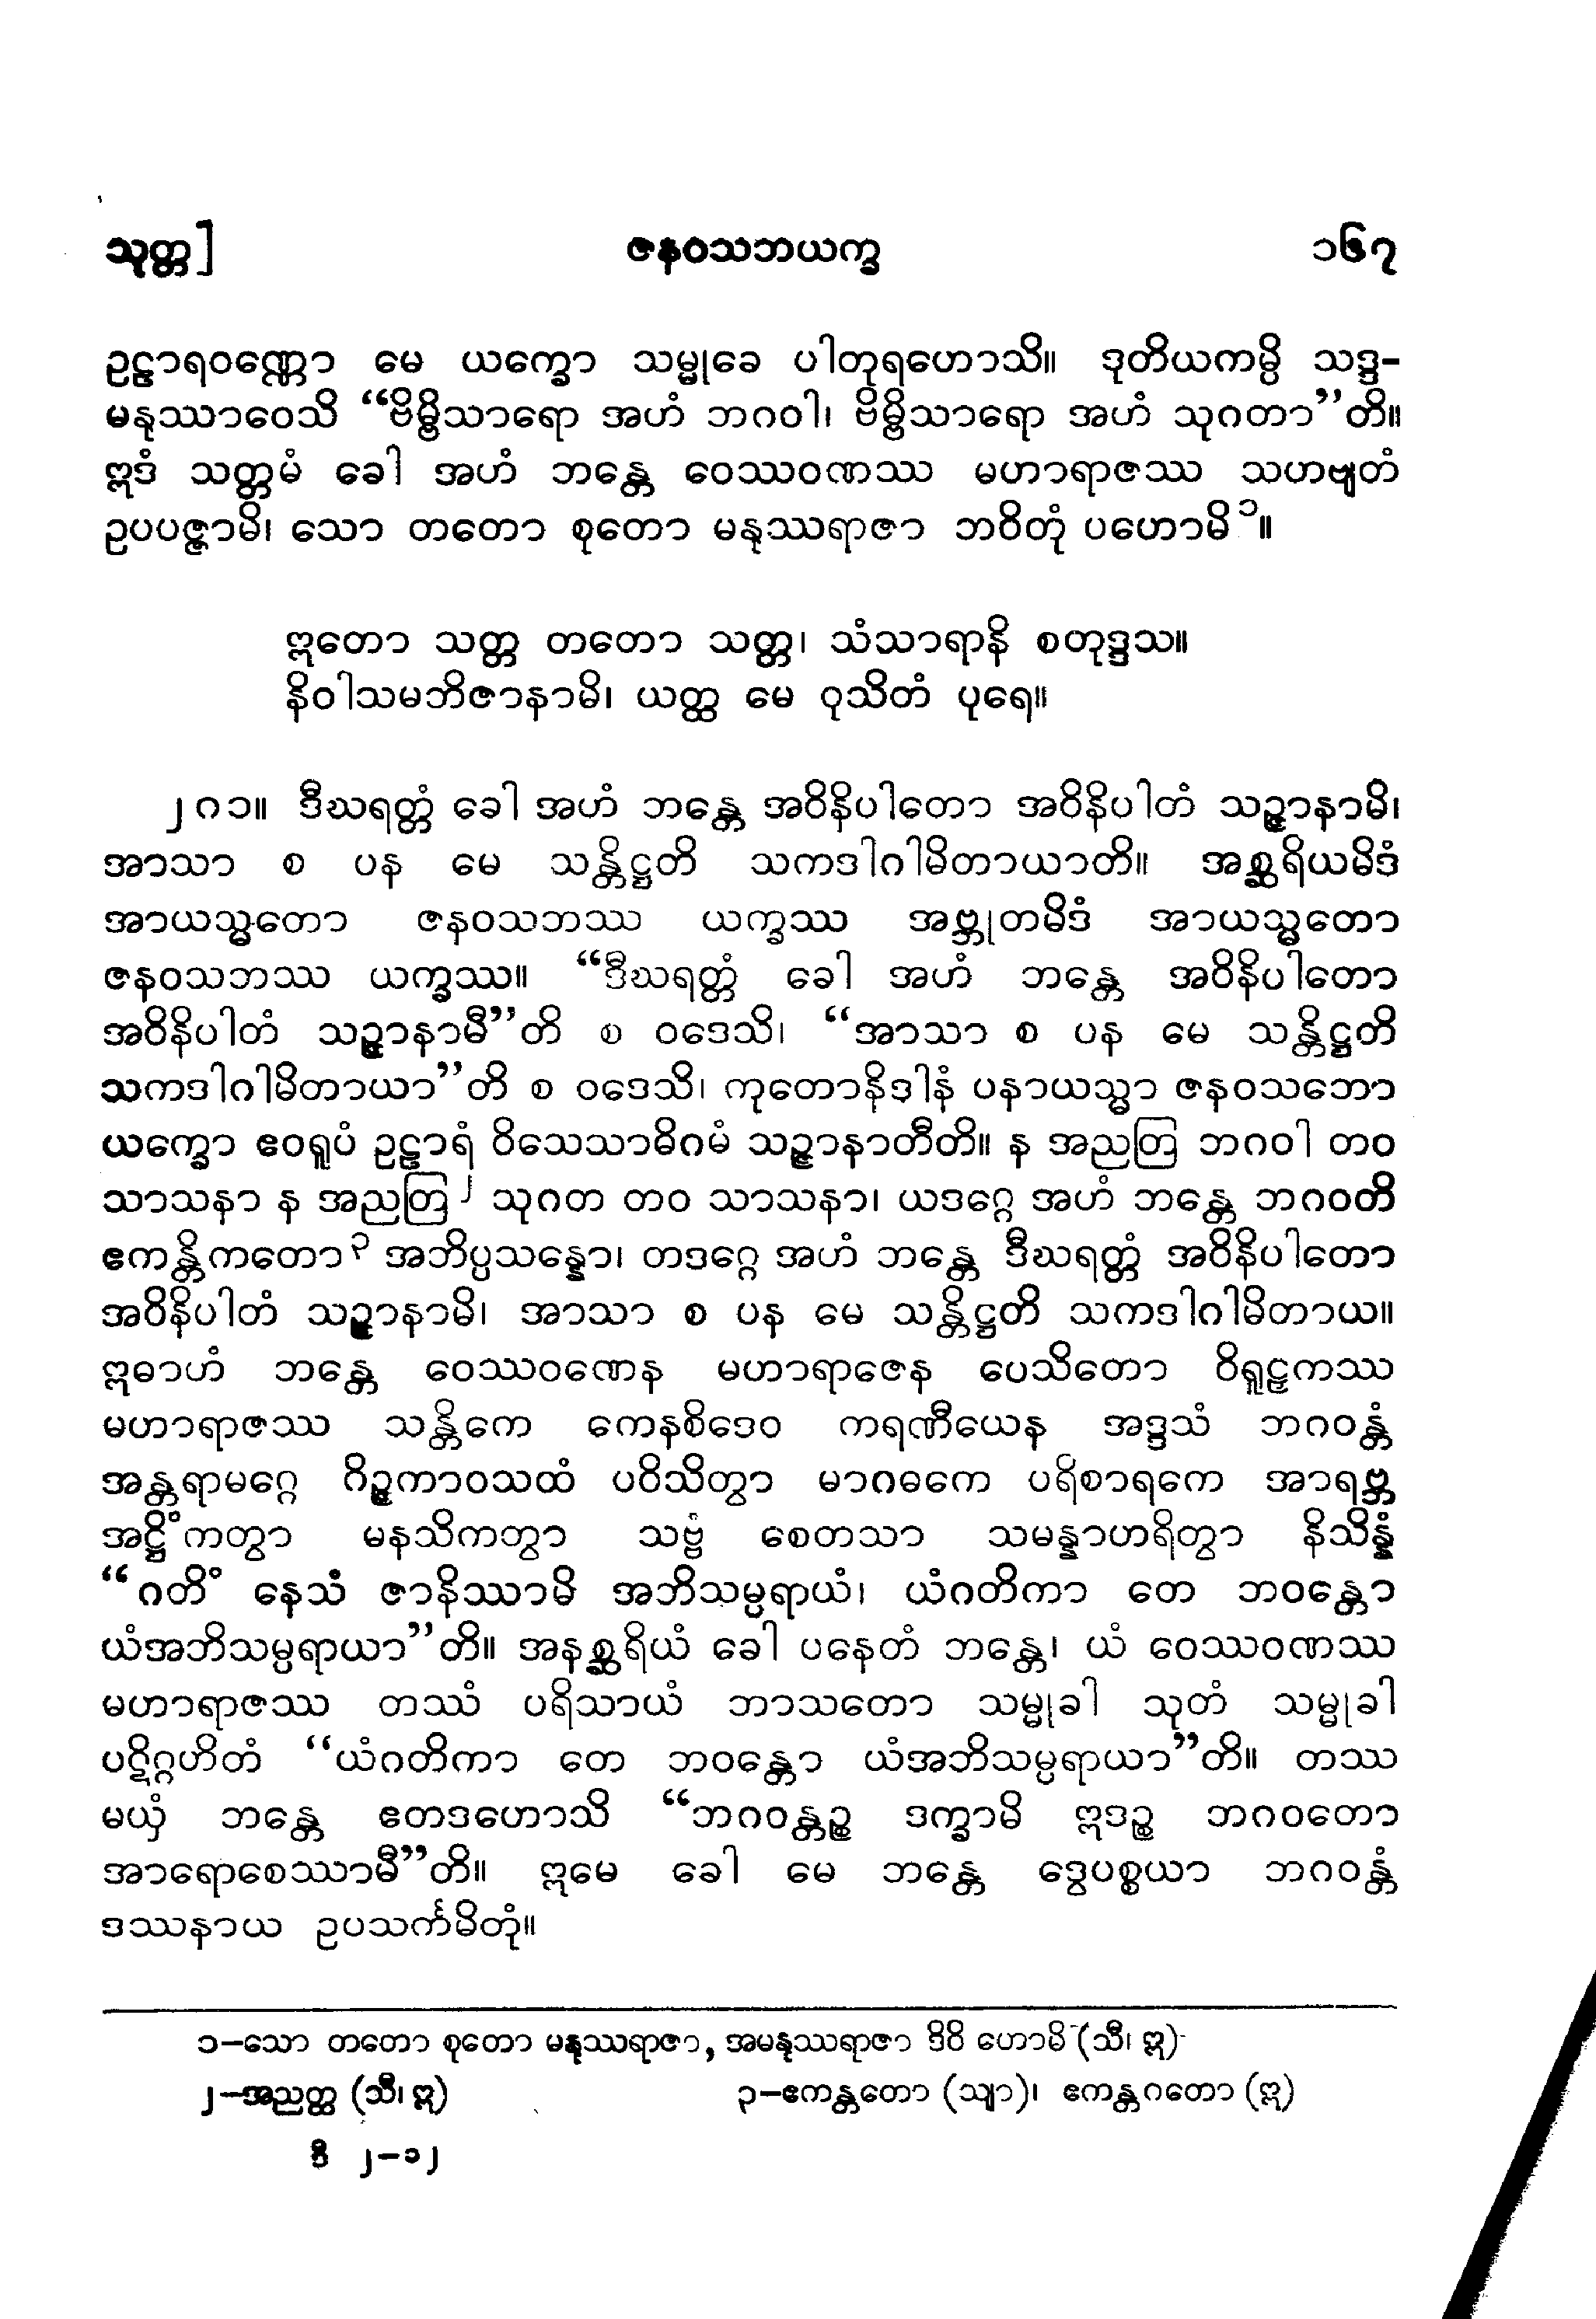 သုတ္တ] ဇနဝသဘယက္ခ ၁၆၇
ဥဠာရဝဏ္ဏော မေ ယက္ခော သမ္မုခေ ပါတုရဟောသိ။ ဒုတိယကမ္ပိ သဒ္ဒ-
မနုဿာဝေသိ “ဗိမ္ဗိသာရော အဟံ ဘဂဝါ၊ ဗိမ္ဗိသာရော အဟံ သုဂတာ”တိ။
ဣဒံ သတ္တမံ ခေါ အဟံ ဘန္တေ ဝေဿဝဏဿ မဟာရာဇဿ သဟဗျတံ
ဥပပဇ္ဇာမိ၊ သော တတော စုတော မနုဿရာဇာ ဘဝိတုံ ပဟောမိ ၁။
ဣတော သတ္တ တတော သတ္တ၊ သံသာရာနိ စတုဒ္ဒသ။
နိဝါသမဘိဇာနာမိ၊ ယတ္ထ မေ ဝုသိတံ ပုရေ။
၂၈၁။ ဒီဃရတ္တံ ခေါ အဟံ ဘန္တေ အဝိနိပါတော အဝိနိပါတံ သဉ္ဇာနာမိ၊
အာသာ စ ပန မေ သန္တိဋ္ဌတိ သကဒါဂါမိတာယာတိ။ အစ္ဆရိယမိဒံ
အာယသ္မတော ဇနဝသဘဿ ယက္ခဿ အဗ္ဘုတမိဒံ အာယသ္မတော
ဇနဝသဘဿ ယက္ခဿ။ “ဒီဃရတ္တံ ခေါ အဟံ ဘန္တေ အဝိနိပါတော
အဝိနိပါတံ သဉ္ဇာနာမီ”တိ စ ဝဒေသိ၊ “အာသာ စ ပန မေ သန္တိဋ္ဌတိ
သကဒါဂါမိတာယာ”တိ စ ဝဒေသိ၊ ကုတောနိဒါနံ ပနာယသ္မာ ဇနဝသဘော
ယက္ခော ဧဝရူပံ ဥဠာရံ ဝိသေသာဓိဂမံ သဉ္ဇာနာတီတိ။ န အညတြ ဘဂဝါ တဝ
သာသနာ န အညတြ ၂ သုဂတ တဝ သာသနာ၊ ယဒဂ္ဂေ အဟံ ဘန္တေ ဘဂဝတိ
ဧကန္တိကတော ၃ အဘိပ္ပသန္နော၊ တဒဂ္ဂေ အဟံ ဘန္တေ ဒီဃရတ္တံ အဝိနိပါတော
အဝိနိပါတံ သဉ္ဇာနာမိ၊ အာသာ စ ပန မေ သန္တိဋ္ဌတိ သကဒါဂါမိတာယ။
ဣဓာဟံ ဘန္တေ ဝေဿဝဏေန မဟာရာဇေန ပေသိတော ဝိရူဠှကဿ
မဟာရာဇဿ သန္တိကေ ကေနစိဒေဝ ကရဏီယေန အဒ္ဒသံ ဘဂဝန္တံ
အန္တရာမဂ္ဂေ ဂိဉ္ဇကာဝသထံ ပဝိသိတွာ မာဂဓကေ ပရိစာရကေ အာရဗ္ဘ
အဋ္ဌိံ ကတွာ မနသိကတွာ သဗ္ဗံ စေတသာ သမန္နာဟရိတွာ နိသိန္နံ
“ဂတိံ နေသံ ဇာနိဿာမိ အဘိသမ္ပရာယံ၊ ယံဂတိကာ တေ ဘဝန္တော
ယံအဘိသမ္ပရာယာ”တိ။ အနစ္ဆရိယံ ခေါ ပနေတံ ဘန္တေ၊ ယံ ဝေဿဝဏဿ
မဟာရာဇဿ တဿံ ပရိသာယံ ဘာသတော သမ္မုခါ သုတံ သမ္မုခါ
ပဋိဂ္ဂဟိတံ “ယံဂတိကာ တေ ဘဝန္တော ယံအဘိသမ္ပရာယာ”တိ။ တဿ
မယှံ ဘန္တေ ဧတဒဟောသိ “ဘဂဝန္တဉ္စ ဒက္ခာမိ ဣဒဉ္စ ဘဂဝတော
အာရောစေဿာမီ”တိ။ ဣမေ ခေါ မေ ဘန္တေ ဒွေပစ္စယာ ဘဂဝန္တံ
ဒဿနာယ ဥပသင်္ကမိတုံ။
၁—သော တတော စုတော မနုဿရာဇာ, အမနုဿရာဇာ ဒိဝိ ဟောမိ (သီ၊ ဣ)
၂—အညတ္ထ (သီ၊ ဣ) ၃—ဧကန္တတော (သျာ)၊ ဧကန္တဂတော (ဣ)
ဒီ ၂—၁၂